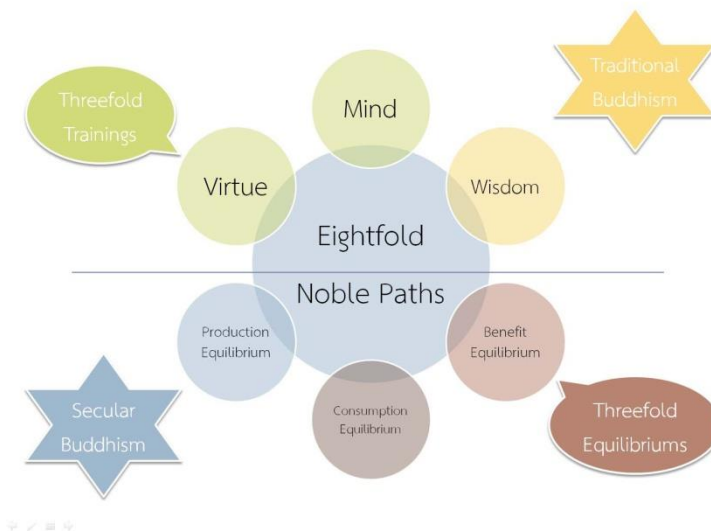 Traditional
Buddhism
Threefold
Trainings
Mind
Virtue
Wisdom
Eightfold
Noble Paths
Production
Equilibrium
Benefit
Equilibrium
Consumption
Equilibrium
Secular
Buddhism
Threefold
Equilibriums